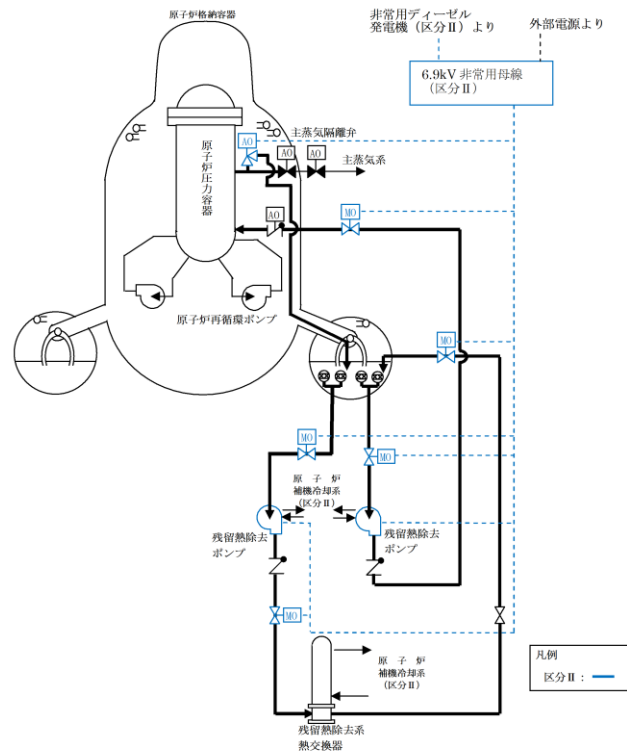 原子炉格納容器
非常用ディーゼル
発電機（区分Ⅱ）より
外部電源より
6.9kV 非常用母線
（区分Ⅱ）
主蒸気隔離弁
AO
AO
AO
主蒸気系
原子炉圧力容器
AO
MO
原子炉再循環ポンプ
MO
MO
MO
原子炉
補機冷却系
（区分Ⅱ）
残留熱除去
ポンプ
残留熱除去
ポンプ
MO
原子炉
補機冷却系
（区分Ⅱ）
残留熱除去系
熱交換器
凡例
区分Ⅱ：